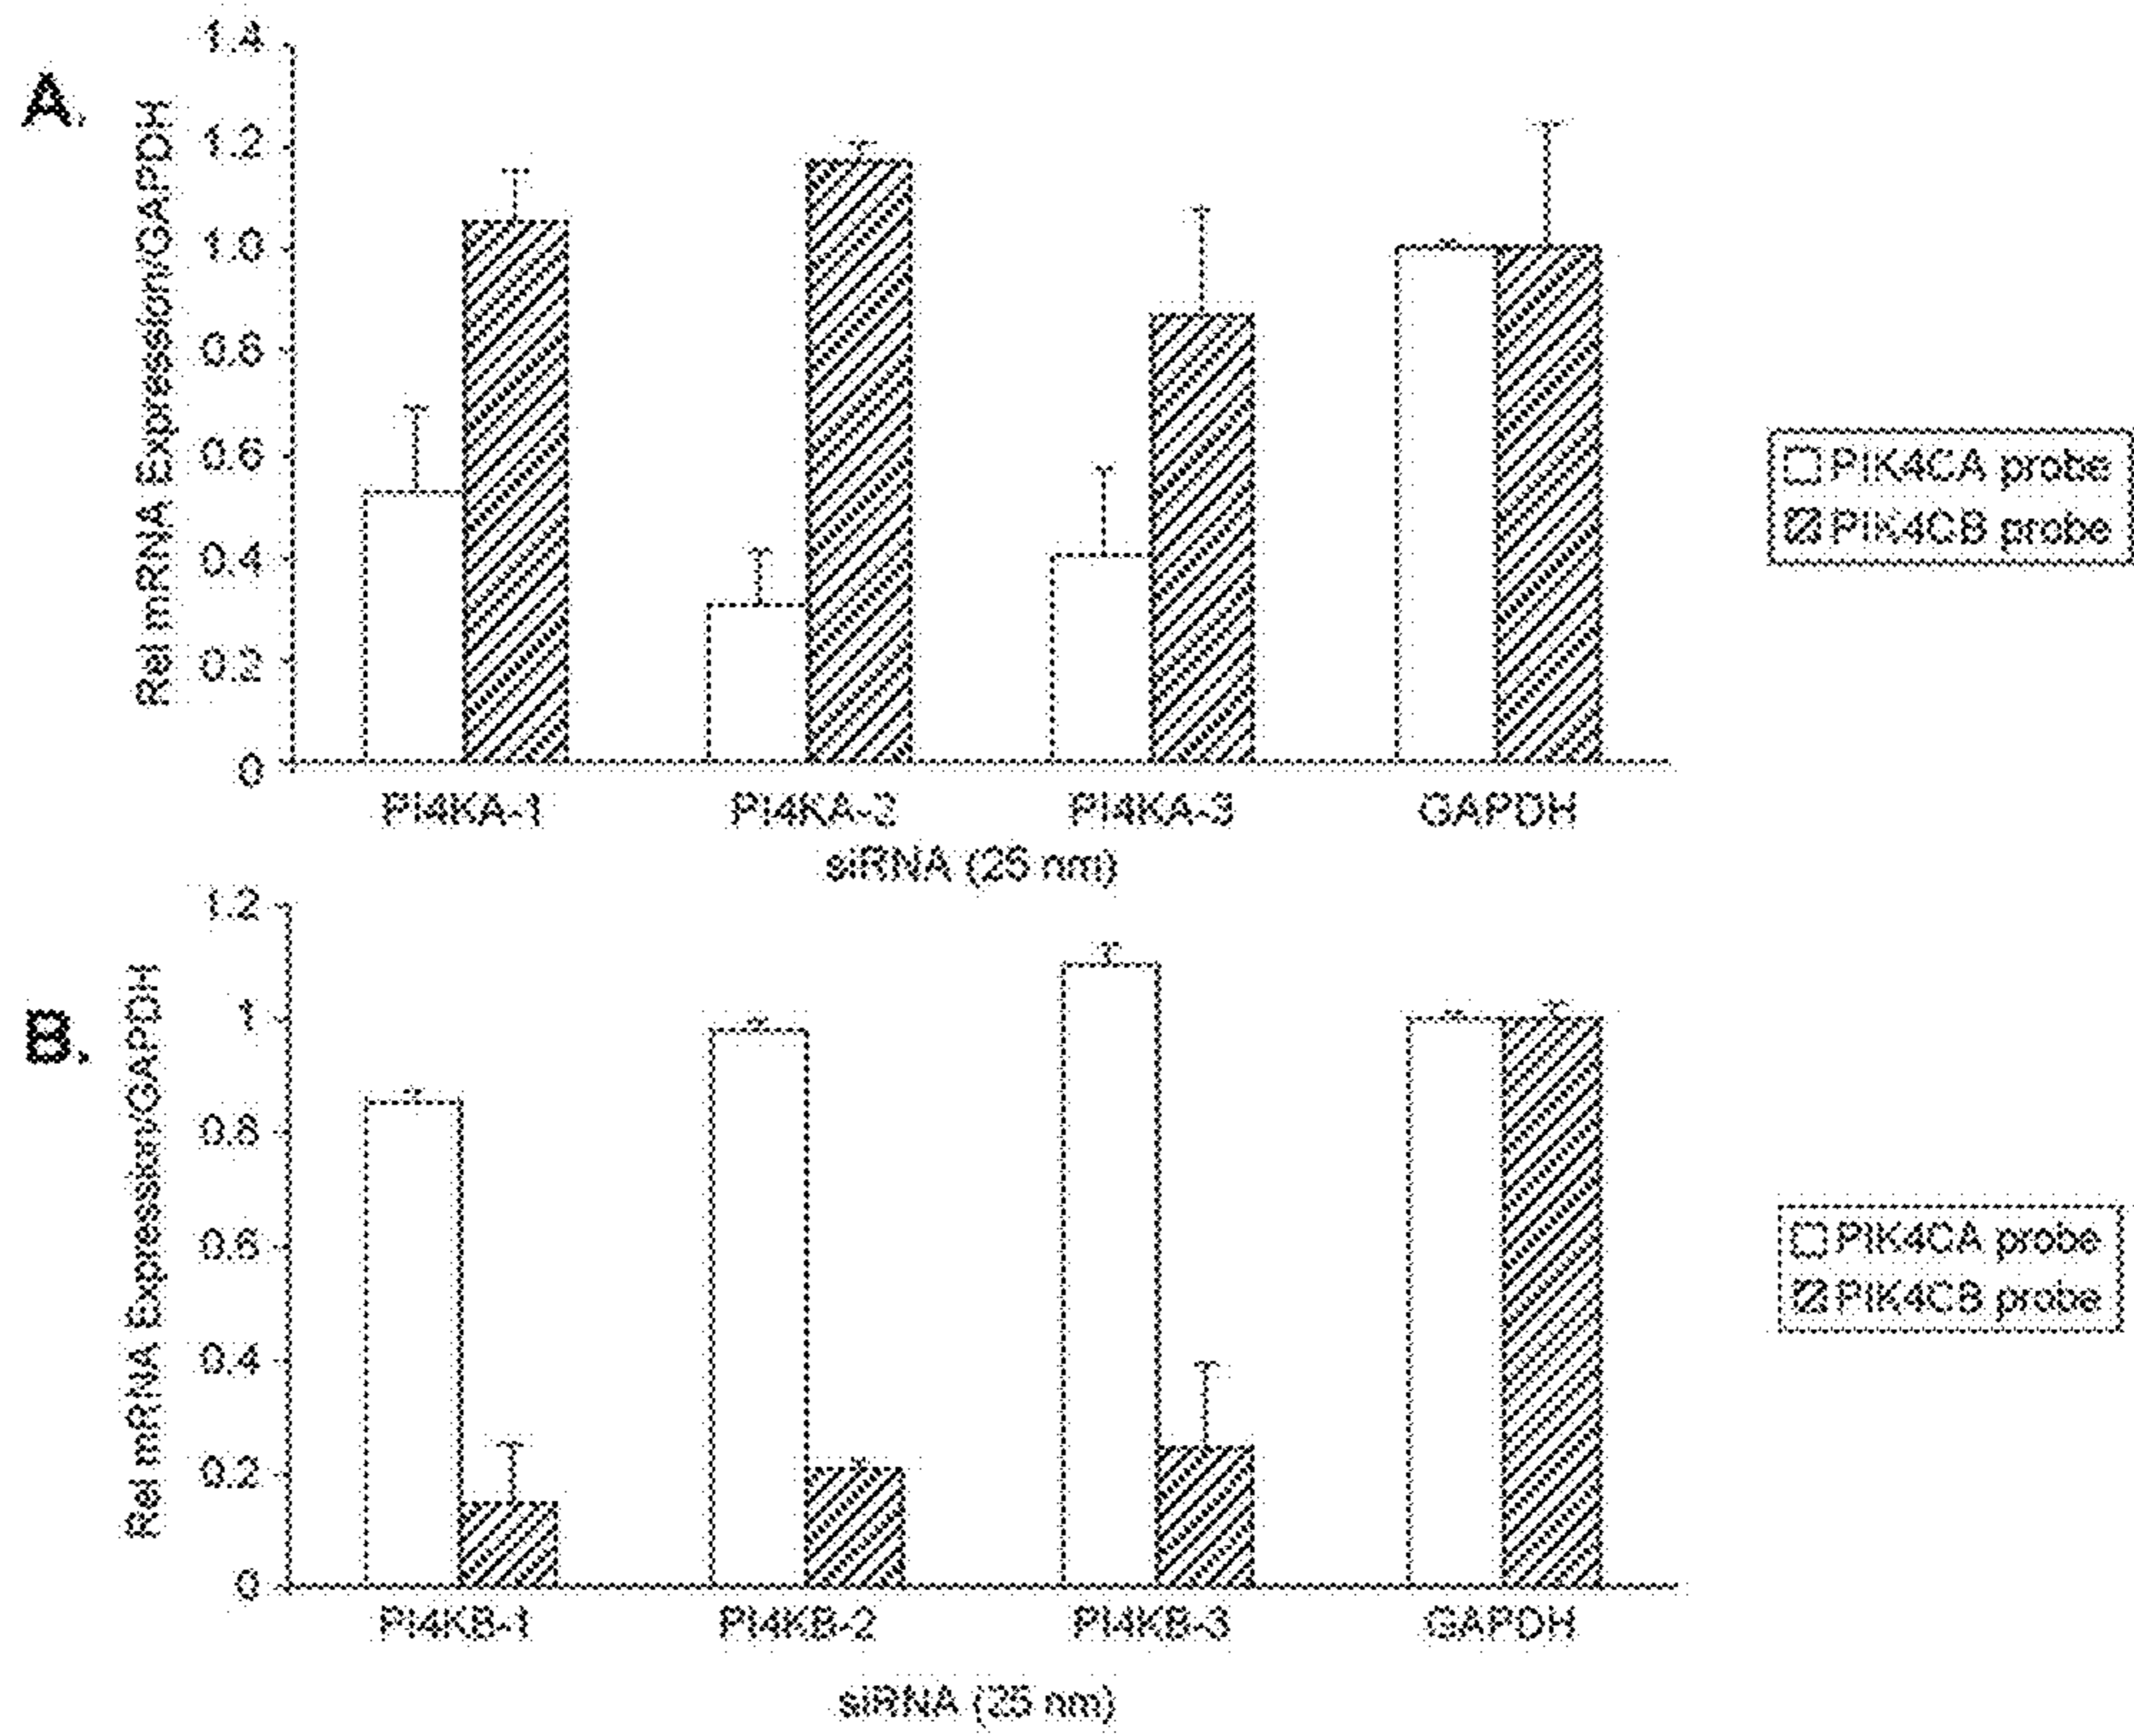 A.
Rel mRNA Expression/GAPDH
1.4
1.2
1.0
0.8
0.6
0.4
0.2
0
PI4KA-1 PI4KA-2 PI4KA-3 GAPDH
siRNA (25 nm)
PIK4CA probe
PIK4CB probe
B.
Rel mRNA Expression/GAPDH
1.2
1
0.8
0.6
0.4
0.2
0
PI4KB-1 PI4KB-2 PI4KB-3 GAPDH
siRNA (25 nm)
PIK4CA probe
PIK4CB probe